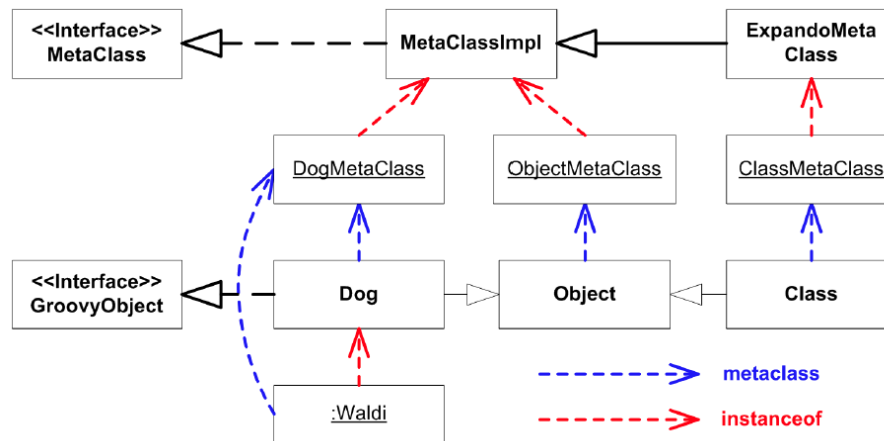 <<Interface>>
MetaClass
MetaClassImpl
ExpandoMeta
Class
DogMetaClass
ObjectMetaClass
ClassMetaClass
<<Interface>>
GroovyObject
Dog
Object
Class
:Waldi
metaclass
instanceof